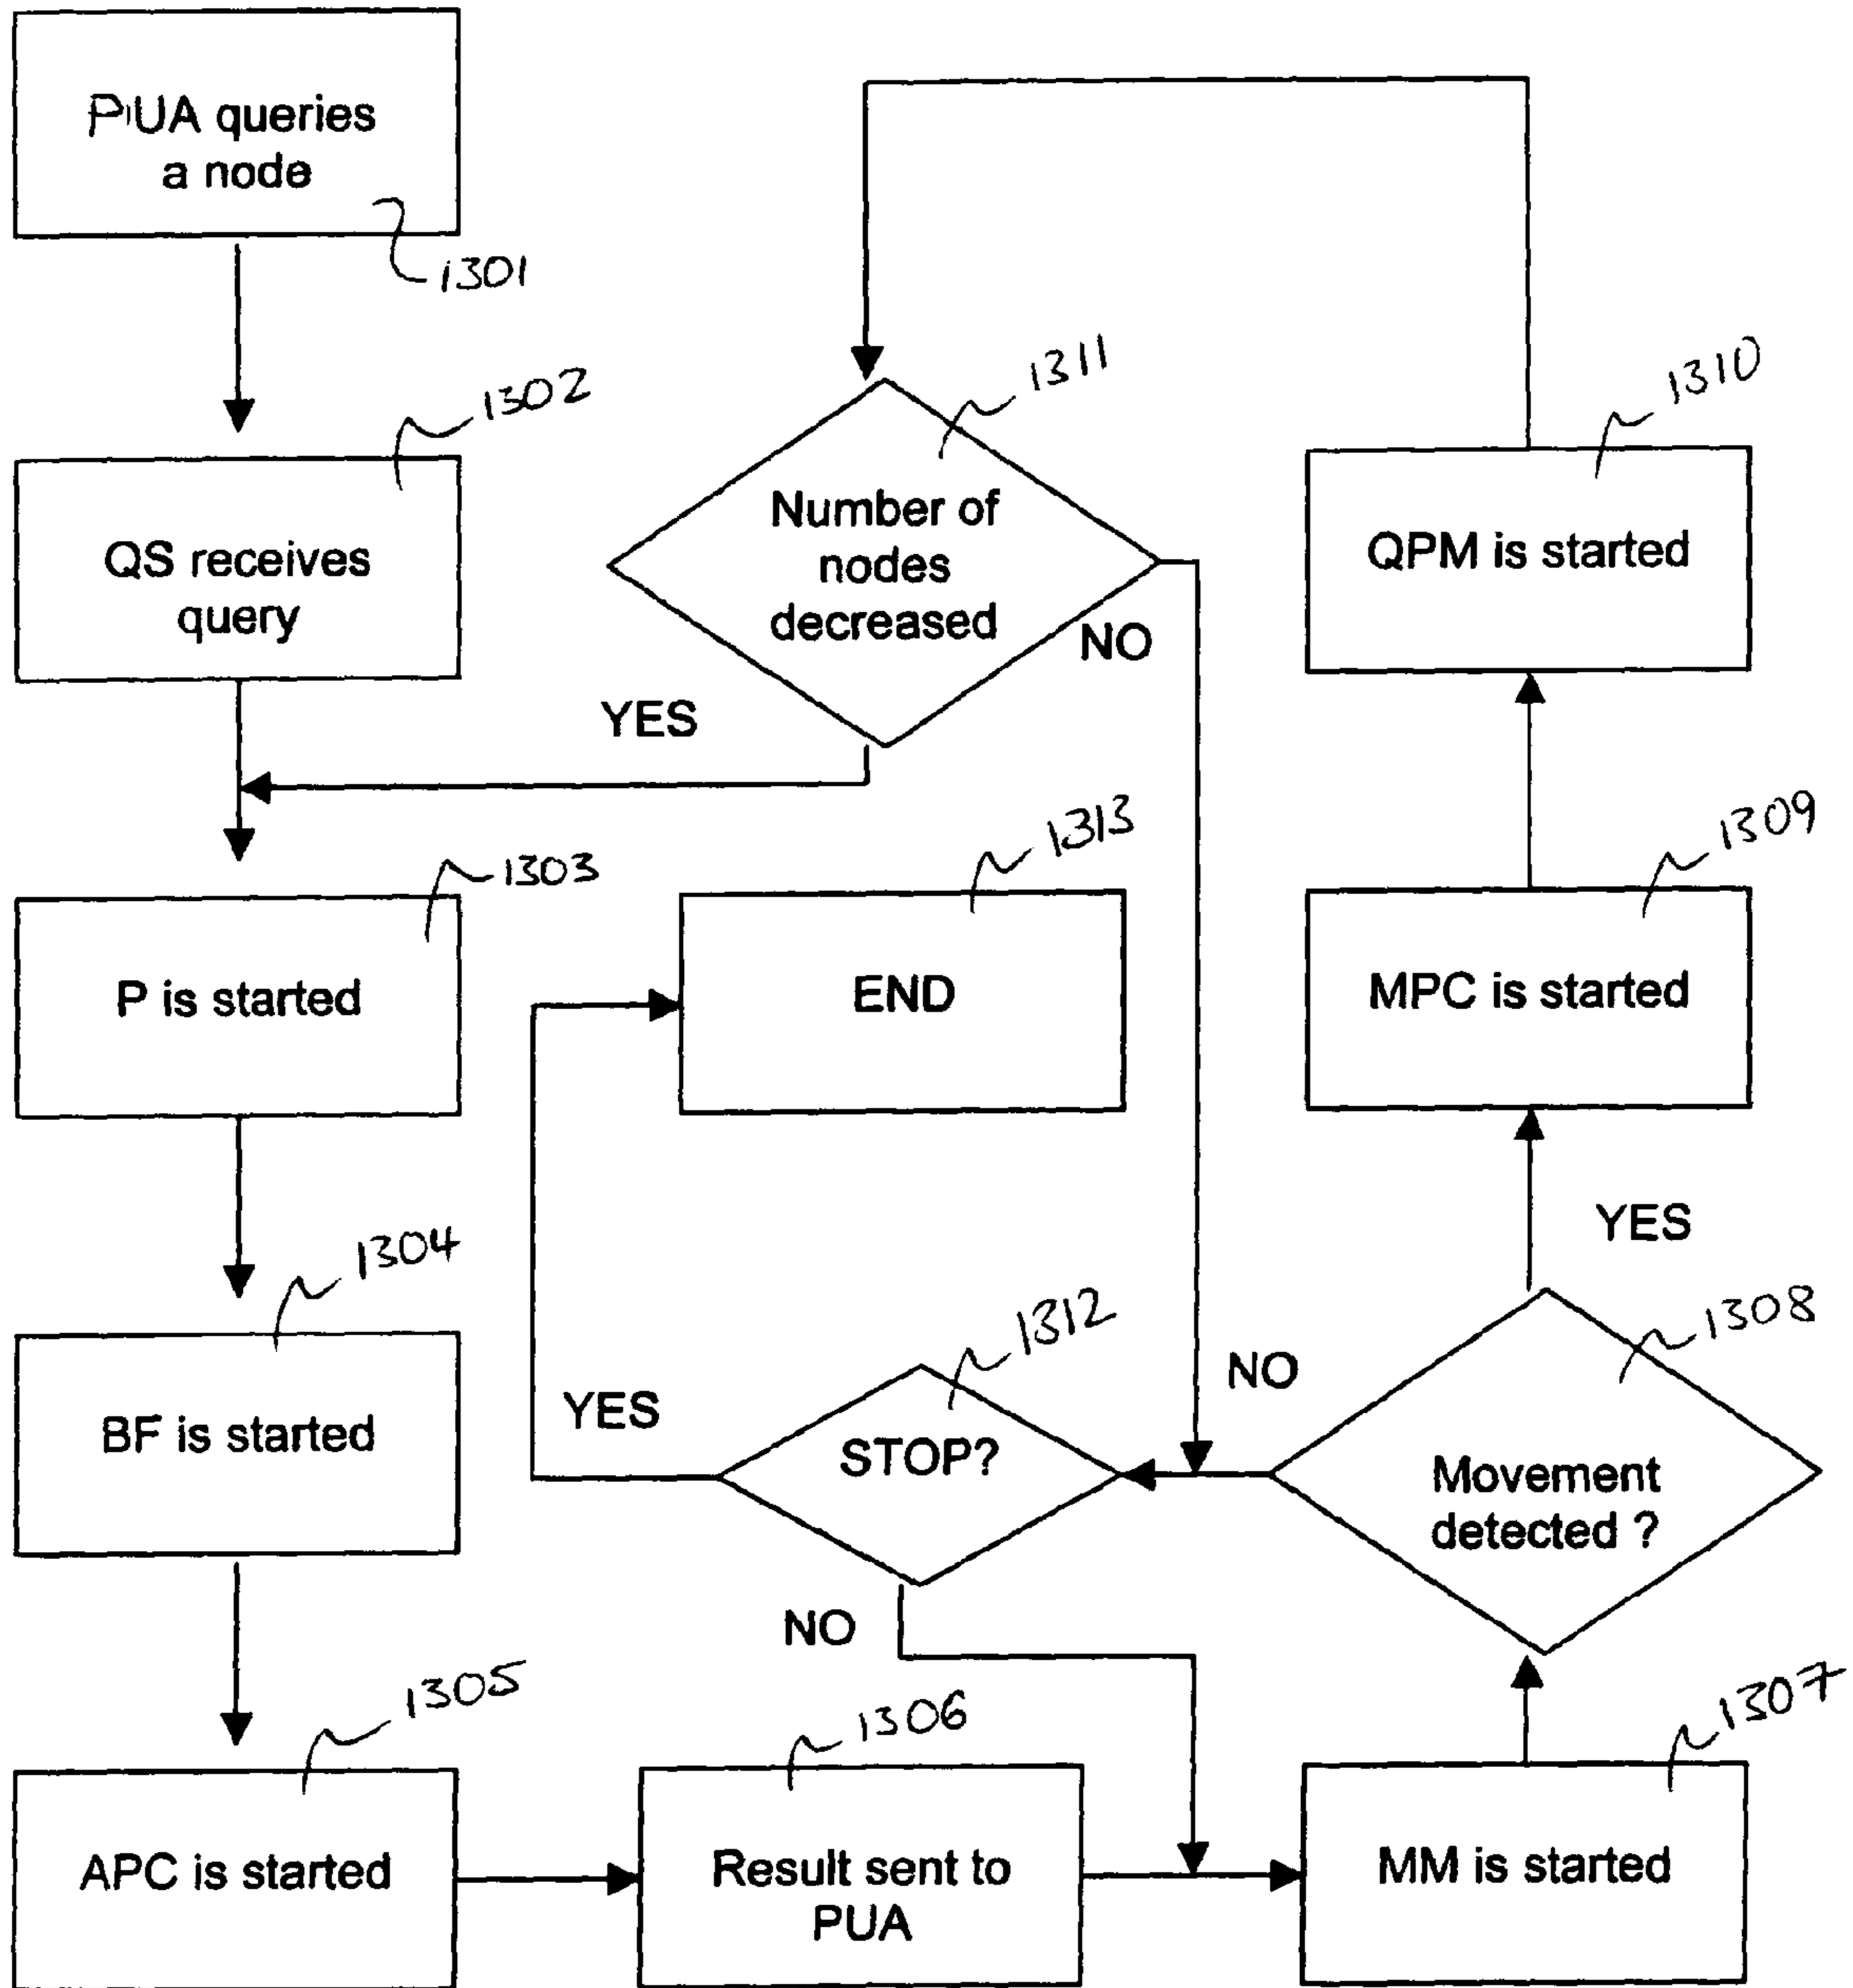 PUA queries
a node
1301
QS receives
query
1302
P is started
1303
BF is started
1304
APC is started
1305
Result sent to
PUA
1306
MM is started
1307
Movement
detected ?
1308
YES
NO
MPC is started
1309
QPM is started
1310
Number of
nodes
decreased
1311
YES
NO
STOP?
1312
YES
NO
END
1313